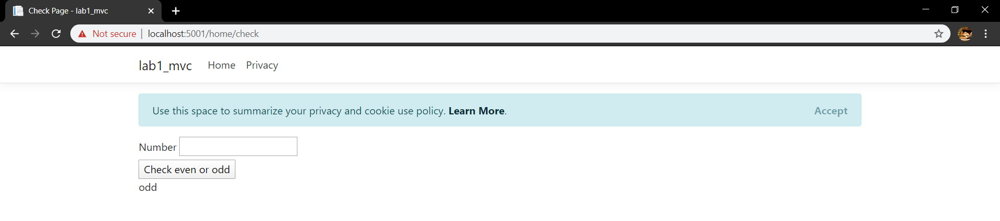 Check Page - lab1_mvc
Not secure localhost:5001/home/check
lab1_mvc Home Privacy
Use this space to summarize your privacy and cookie use policy. Learn More. Accept
Number
Check even or odd
odd